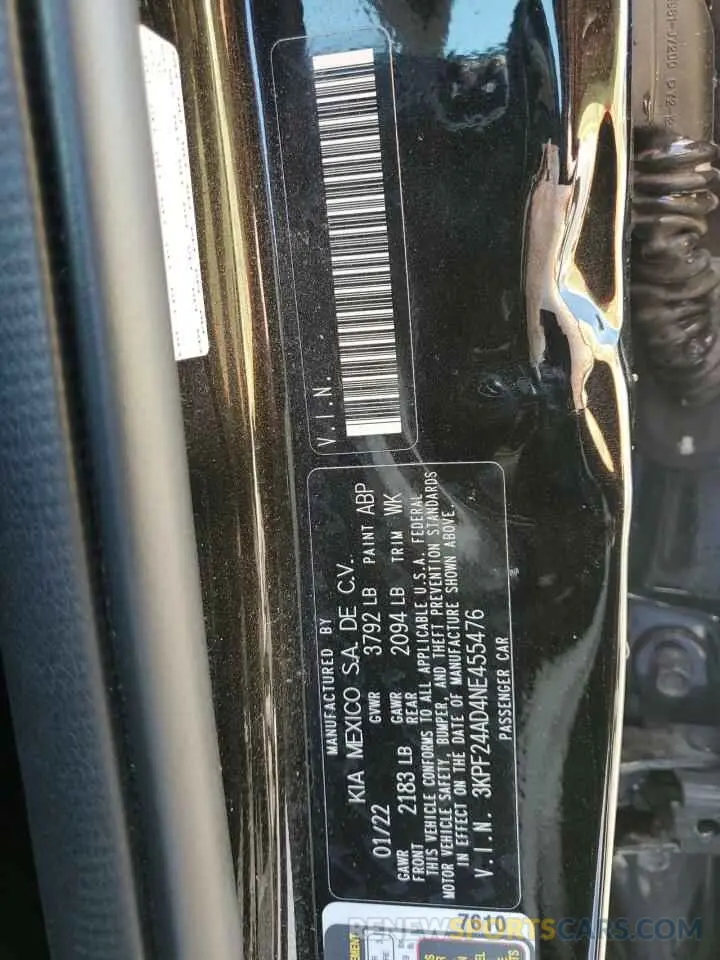 V.I.N.
MANUFACTURED BY
KIA MEXICO S.A. DE C.V.
01/22 GVWR 3792 LB PAINT ABP
GAWR FRONT 2183 LB GAWR REAR 2094 LB TRIM WK
THIS VEHICLE CONFORMS TO ALL APPLICABLE U.S.A. FEDERAL
MOTOR VEHICLE SAFETY, BUMPER, AND THEFT PREVENTION STANDARDS
IN EFFECT ON THE DATE OF MANUFACTURE SHOWN ABOVE.
V.I.N. 3KPF24AD4NE455476
PASSENGER CAR
7610
RENEWSPORTSCARS.COM